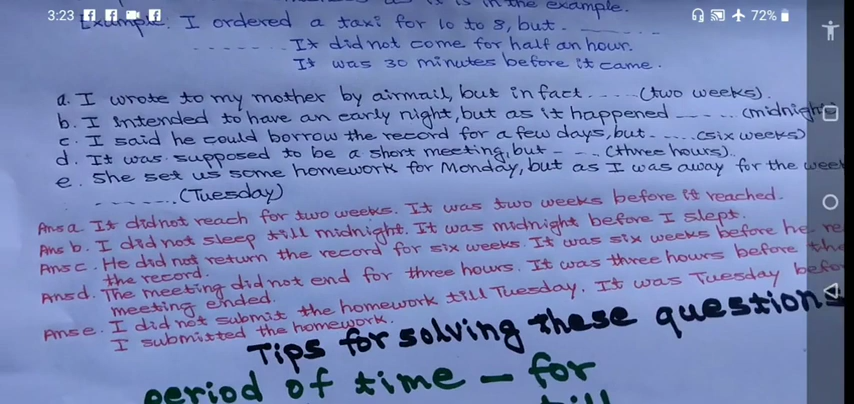 3:23 72%
as it is in the example.
Example: I ordered a taxi for 10 to 8, but .......
....... It did not come for half an hour.
It was 30 minutes before it came.
a. I wrote to my mother by airmail, but in fact ...... (two weeks).
b. I intended to have an early night, but as it happened ...... (midnight)
c. I said he could borrow the record for a few days, but ...... (six weeks)
d. It was supposed to be a short meeting, but - ... (three hours).
e. She set us some homework for Monday, but as I was away for the week
....... (Tuesday)
Ans a. It did not reach for two weeks. It was two weeks before it reached.
Ans b. I did not sleep till midnight. It was midnight before I slept.
Ans c. He did not return the record for six weeks. It was six weeks before he
the record.
Ans d. The meeting did not end for three hours. It was three hours before the
meeting ended.
Ans e. I did not submit the homework till Tuesday. It was Tuesday before
I submitted the homework.
Tips for solving these questions
period of time – for
till